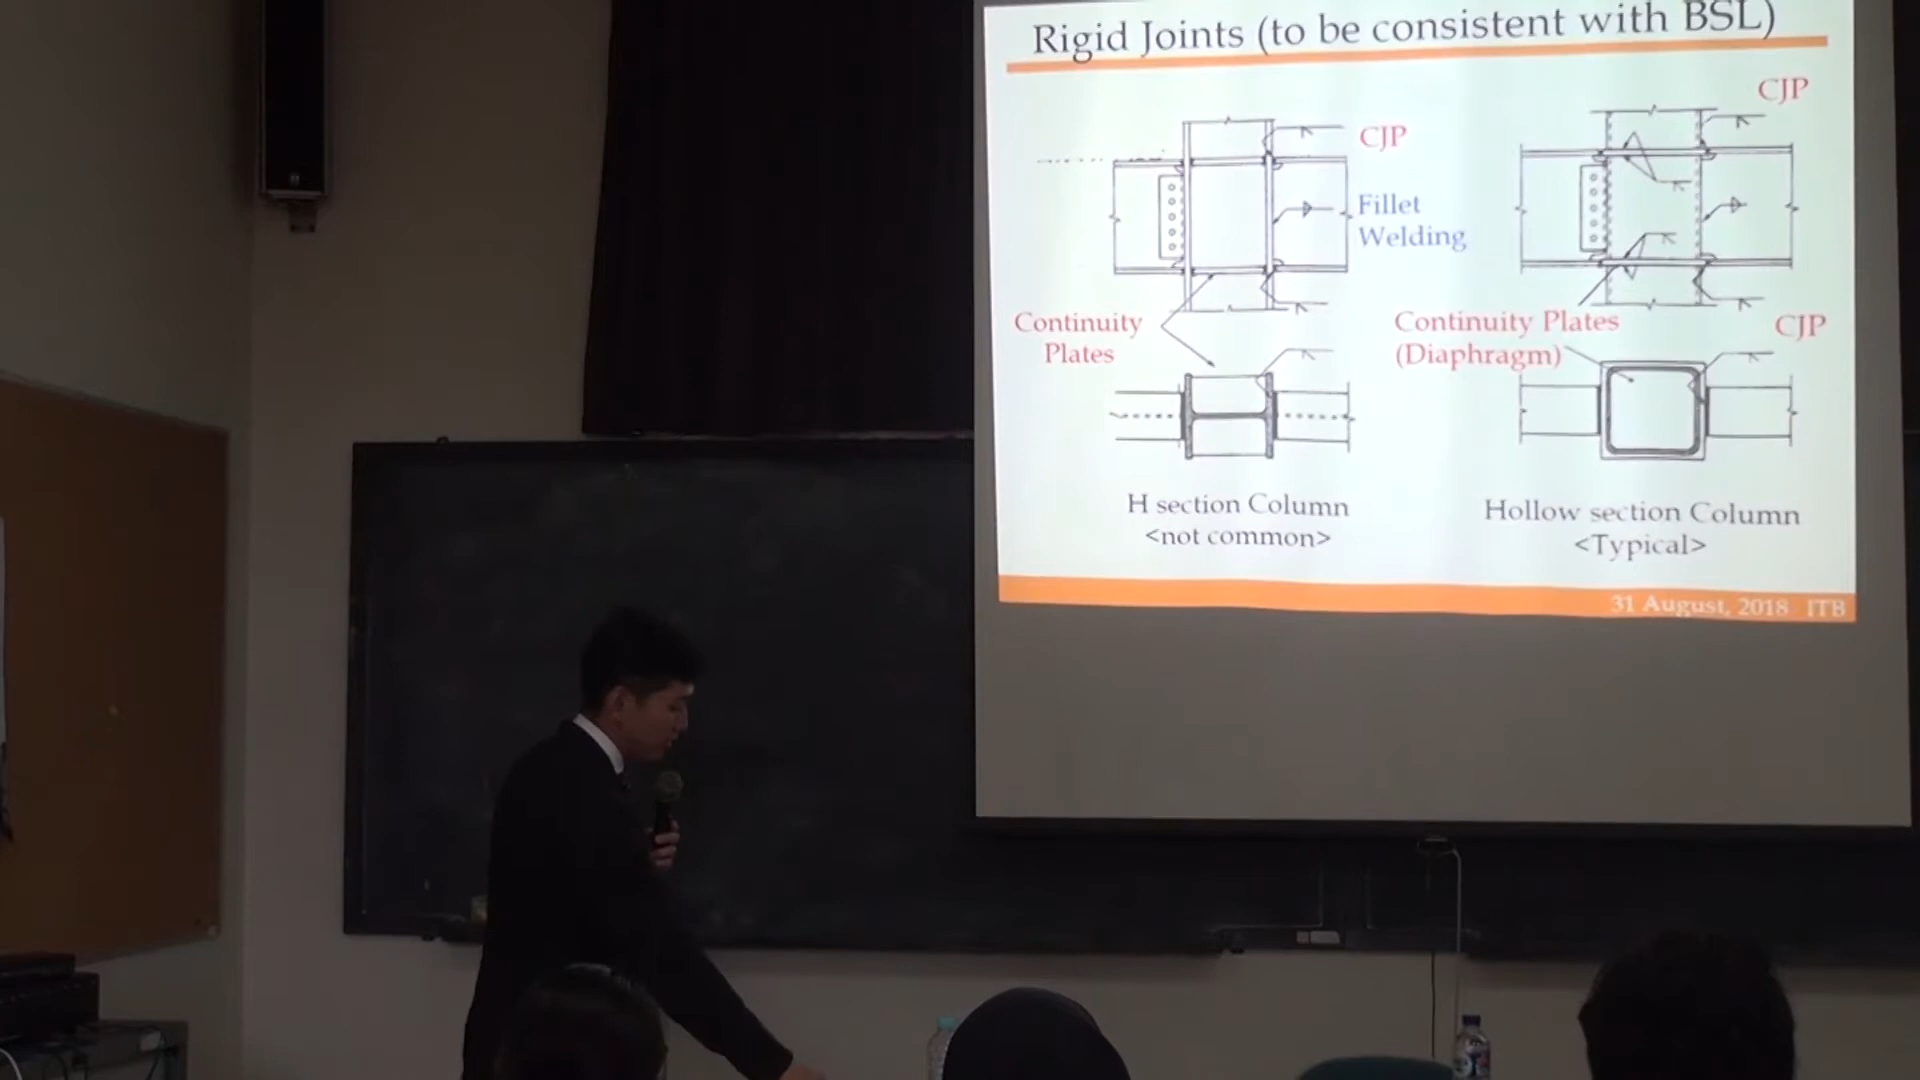 Rigid Joints (to be consistent with BSL)
CJP
CJP
Fillet
Welding
Continuity
Plates
Continuity Plates
(Diaphragm)
CJP
H section Column
<not common>
Hollow section Column
<Typical>
31 August, 2018 ITB